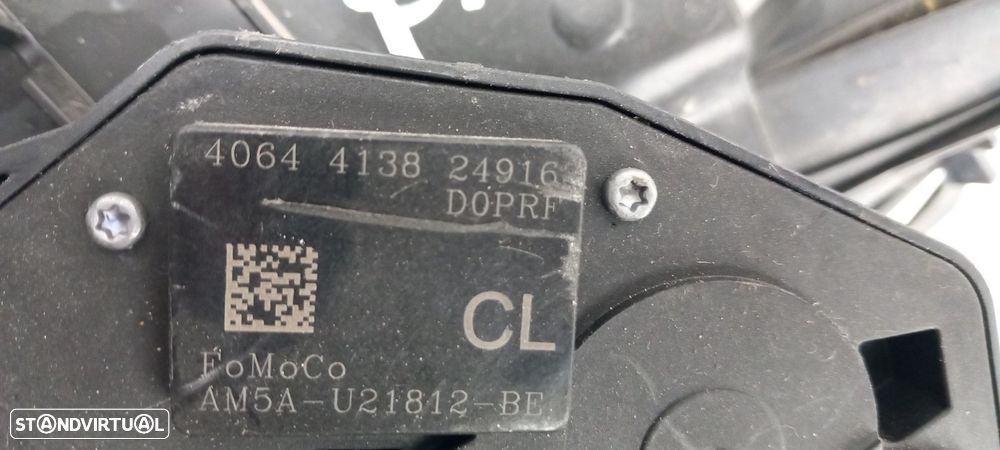 4064 4138 24916
D0PRF
CL
FoMoCo
AM5A-U21812-BE
STANDVIRTUAL